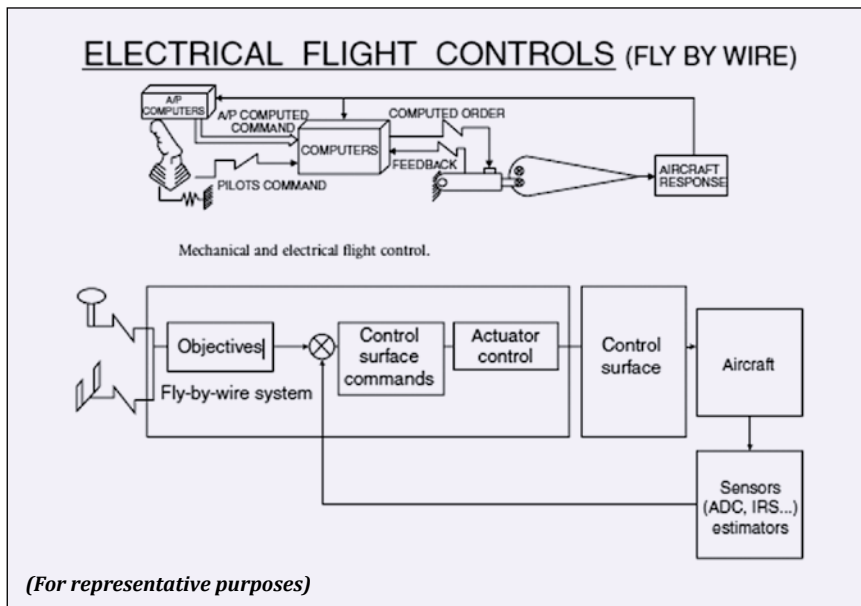 ELECTRICAL FLIGHT CONTROLS (FLY BY WIRE)
A/P
COMPUTERS
A/P COMPUTED
COMMAND
COMPUTERS
COMPUTED ORDER
FEEDBACK
PILOTS COMMAND
AIRCRAFT
RESPONSE
Mechanical and electrical flight control.
Objectives
Fly-by-wire system
Control
surface
commands
Actuator
control
Control
surface
Aircraft
Sensors
(ADC, IRS...)
estimators
(For representative purposes)